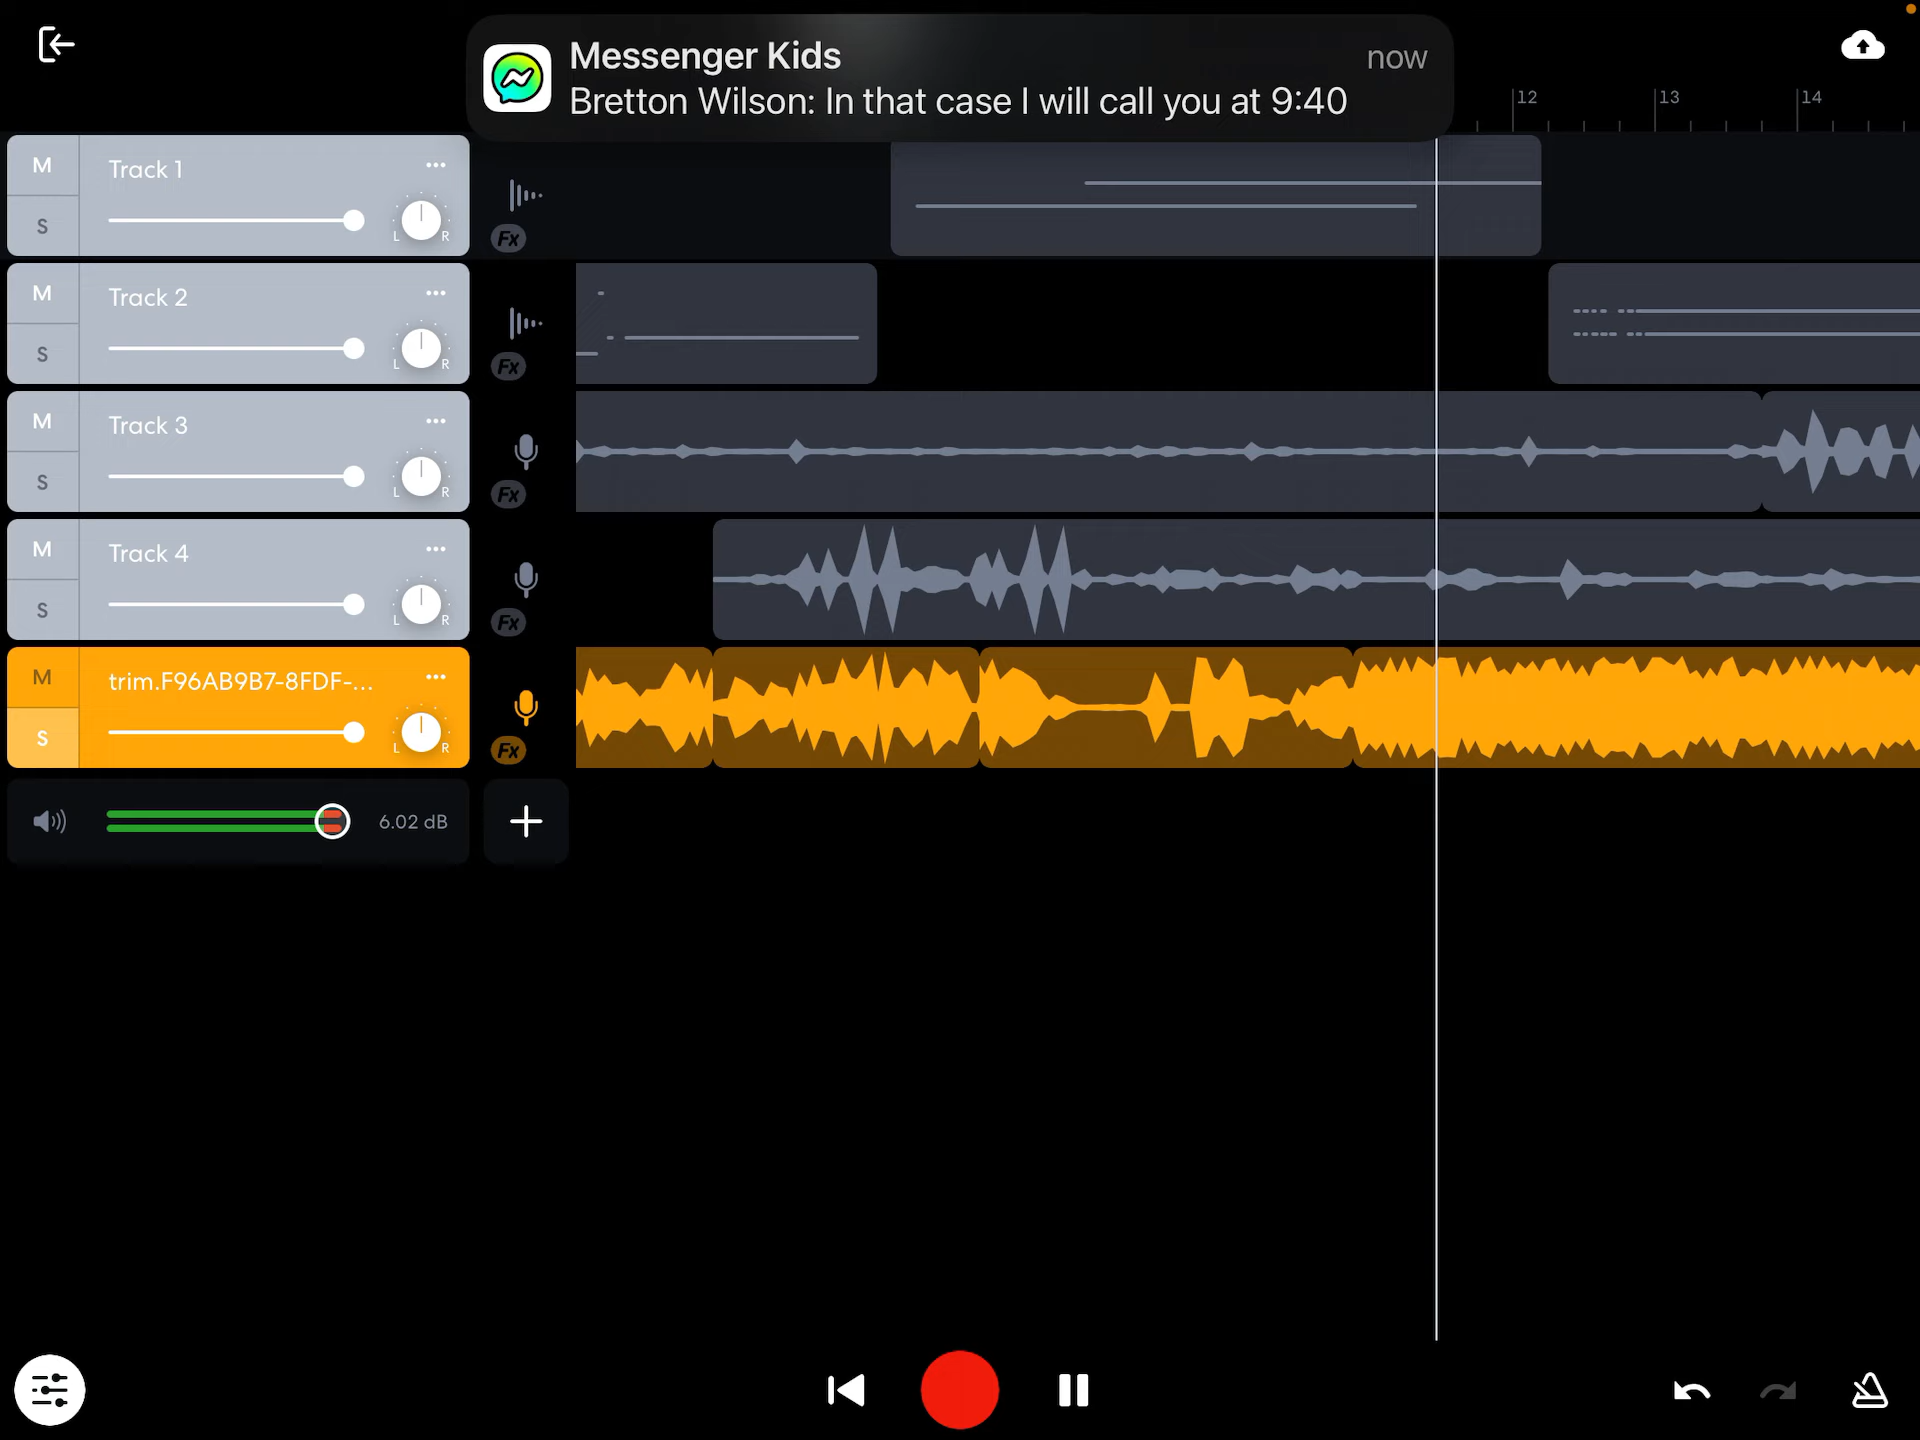 Messenger Kids
now
Bretton Wilson: In that case I will call you at 9:40
12
13
14
M
Track 1
S
L
R
Fx
M
Track 2
S
L
R
Fx
M
Track 3
S
L
R
Fx
M
Track 4
S
L
R
Fx
M
trim.F96AB9B7-8FDF-...
S
L
R
Fx
6.02 dB